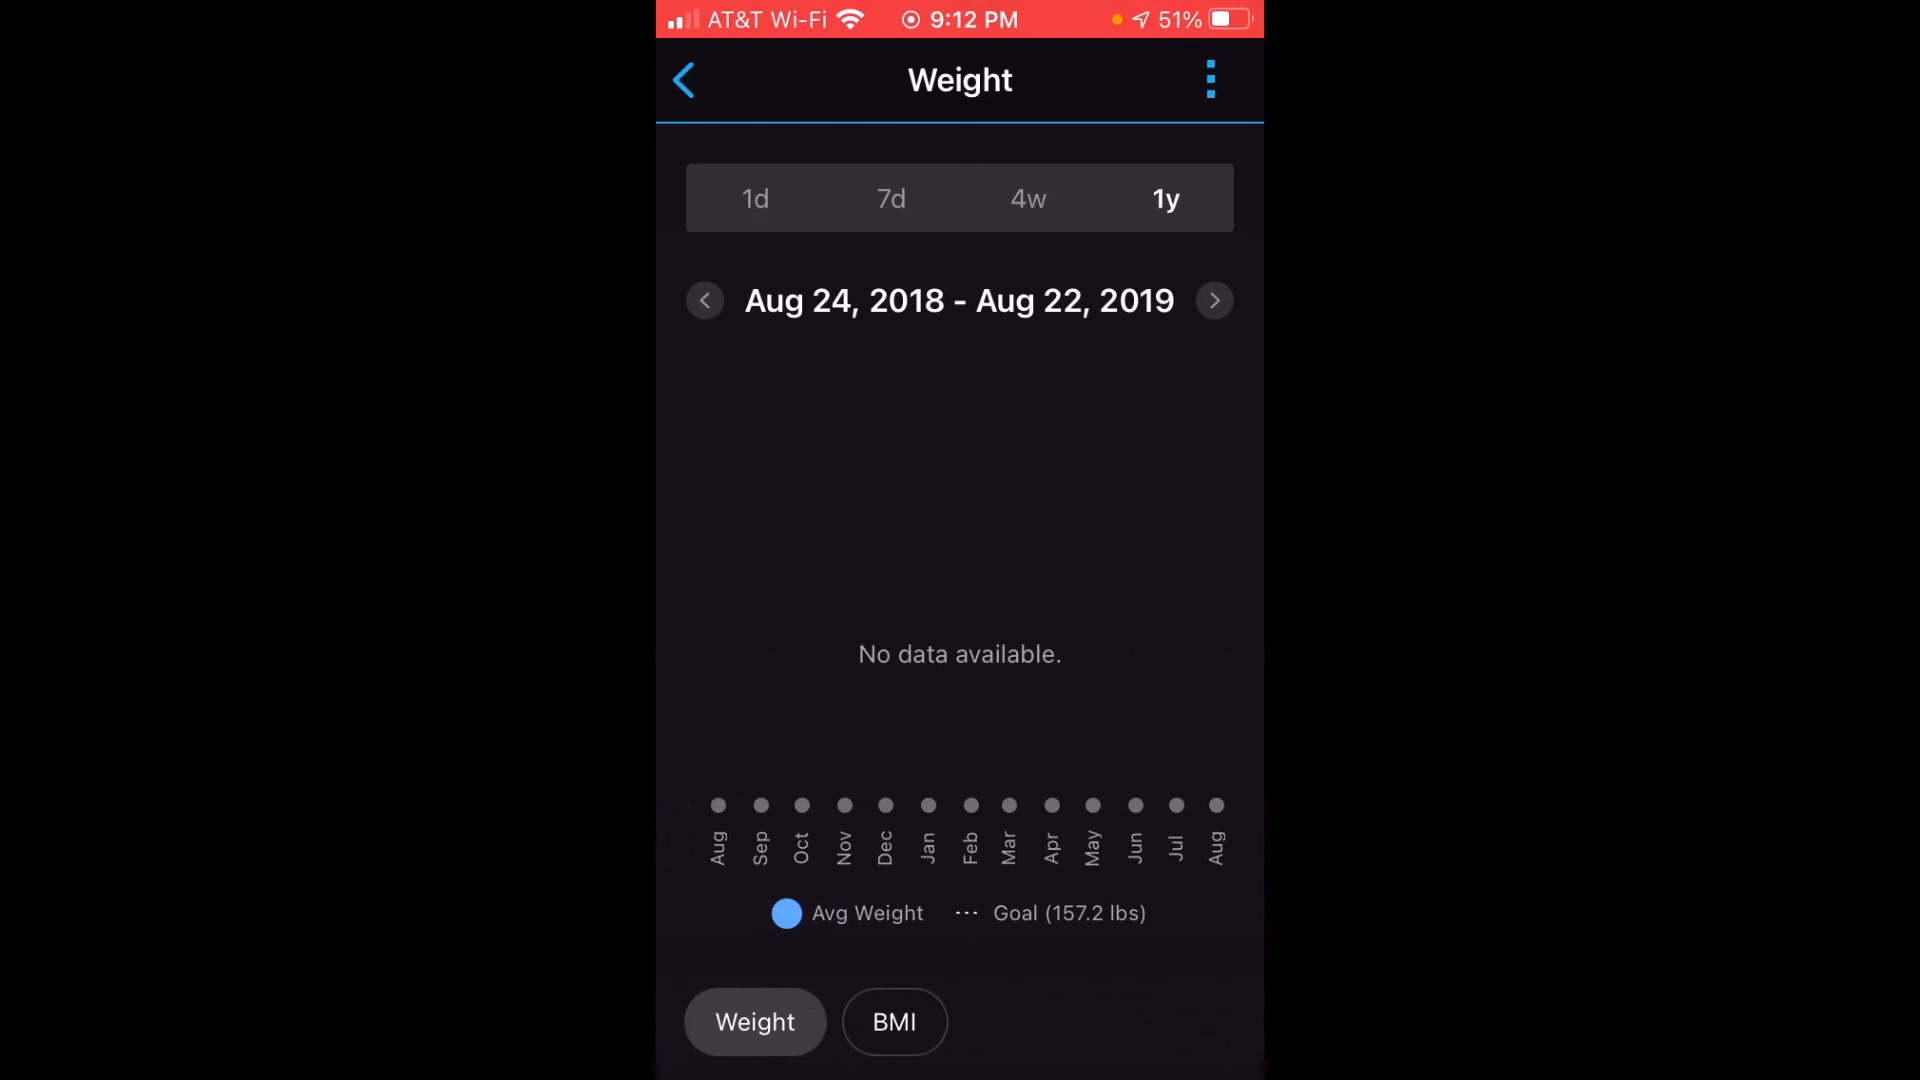 AT&T Wi-Fi 9:12 PM 51%
Weight
1d 7d 4w 1y
Aug 24, 2018 - Aug 22, 2019
No data available.
Aug Sep Oct Nov Dec Jan Feb Mar Apr May Jun Jul Aug
Avg Weight --- Goal (157.2 lbs)
Weight BMI